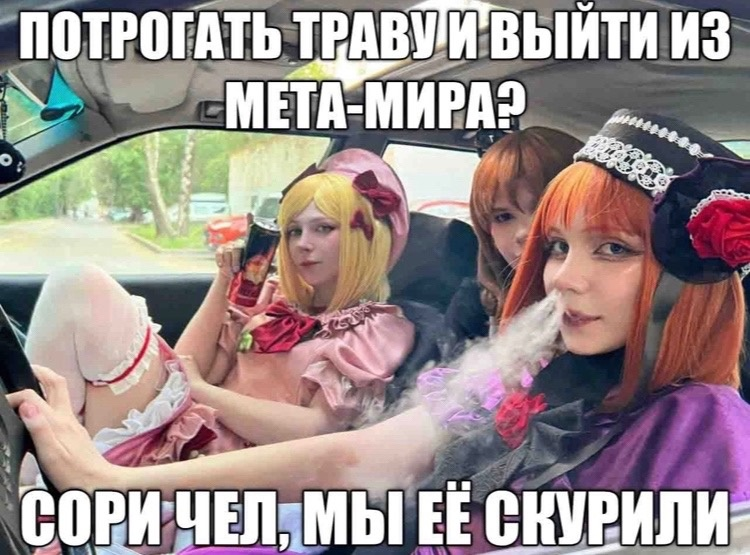 ПОТРОГАТЬ ТРАВУ И ВЫЙТИ ИЗ
МЕТА-МИРА?
СОРИ ЧЕЛ, МЫ ЕЁ СКУРИЛИ